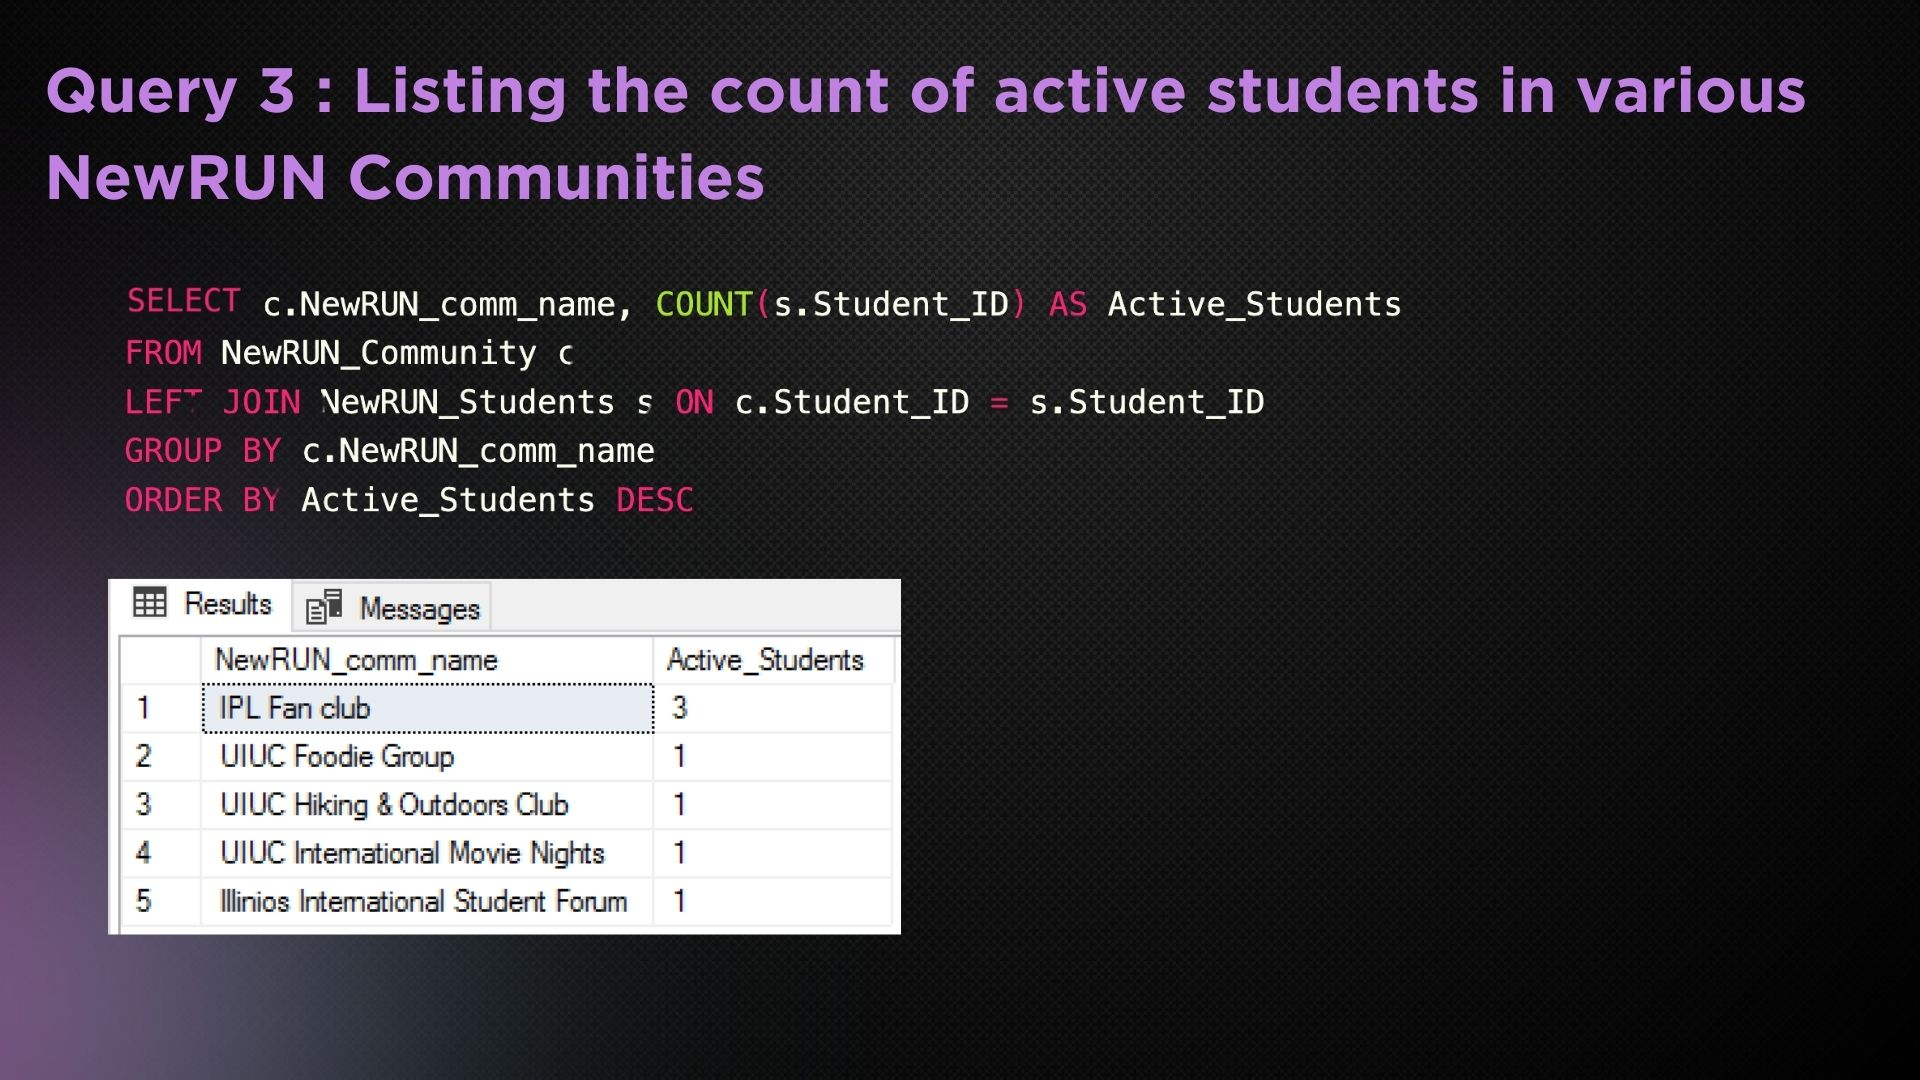 Query 3 : Listing the count of active students in various
NewRUN Communities
SELECT c.NewRUN_comm_name, COUNT(s.Student_ID) AS Active_Students
FROM NewRUN_Community c
LEFT JOIN NewRUN_Students s ON c.Student_ID = s.Student_ID
GROUP BY c.NewRUN_comm_name
ORDER BY Active_Students DESC
Results Messages
NewRUN_comm_name Active_Students
1 IPL Fan club 3
2 UIUC Foodie Group 1
3 UIUC Hiking & Outdoors Club 1
4 UIUC International Movie Nights 1
5 Illinios International Student Forum 1